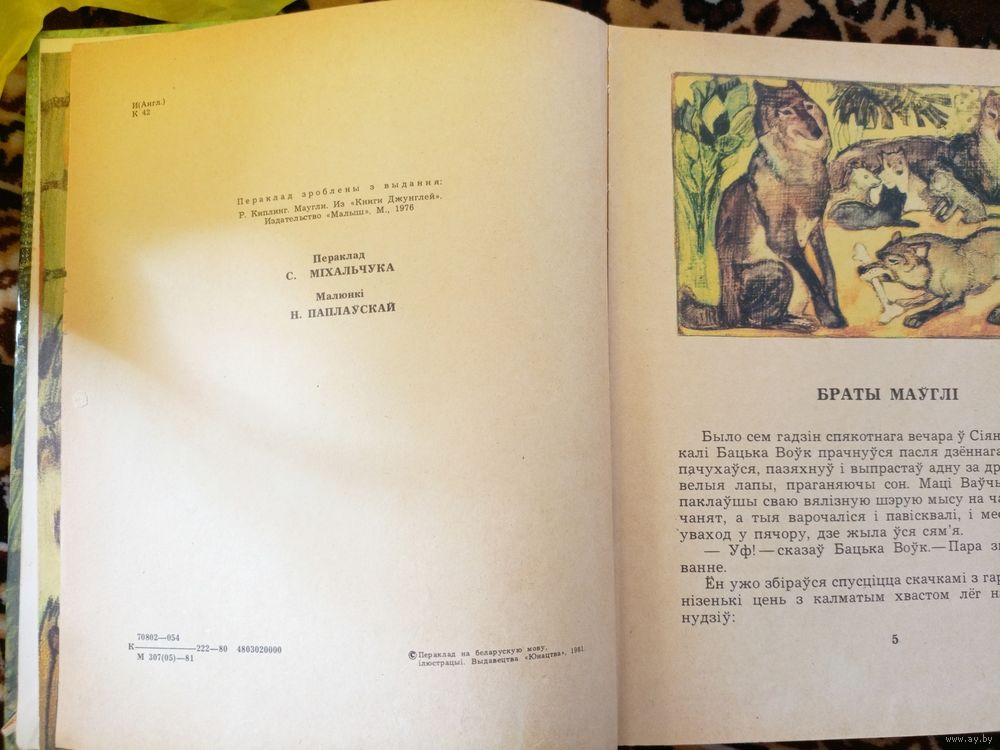 И(Англ.)
К 42
Пераклад зроблены з выдання:
Р. Киплинг. Маугли. Из «Книги Джунглей».
Издательство «Малыш». М., 1976
Пераклад
С. МІХАЛЬЧУКА
Малюнкі
Н. ПАПЛАЎСКАЙ
70802—054
К————222—80 4803020000
М 307(05)—81
© Пераклад на беларускую мову,
ілюстрацыі. Выдавецтва «Юнацтва», 1981.
БРАТЫ МАЎГЛІ
Было сем гадзін спякотнага вечара ў Сіян
калі Бацька Воўк прачнуўся пасля дзённага
пачухаўся, пазяхнуў і выпрастаў адну за др
велыя лапы, праганяючы сон. Маці Ваўчы
паклаўшы сваю вялізную шэрую мысу на ча
чанят, а тыя варочаліся і павісквалі, і мес
уваход у пячору, дзе жыла ўся сям’я.
— Уф! — сказаў Бацька Воўк.— Пара зн
ванне.
Ён ужо збіраўся спусціцца скачкамі з гар
нізенькі цень з калматым хвастом лёг на
нудзіў:
5
www.ay.by